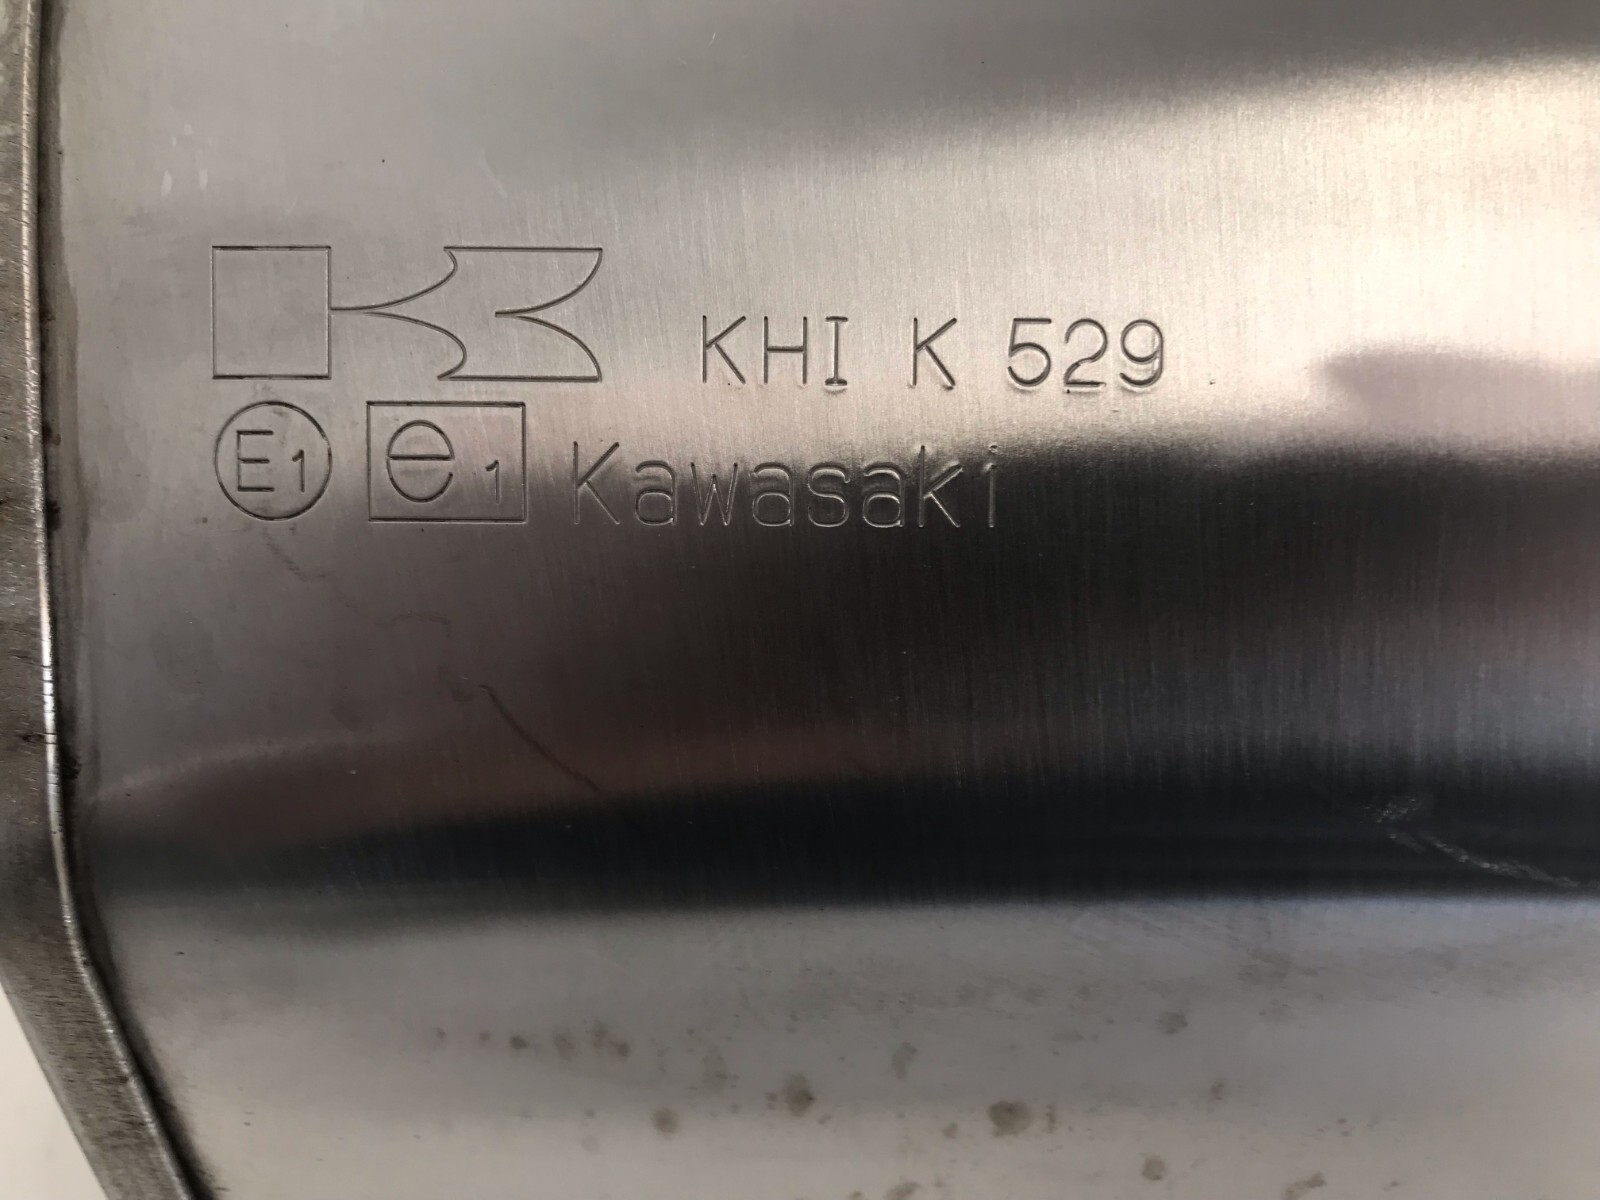 KHI K 529
E1 e1 Kawasaki